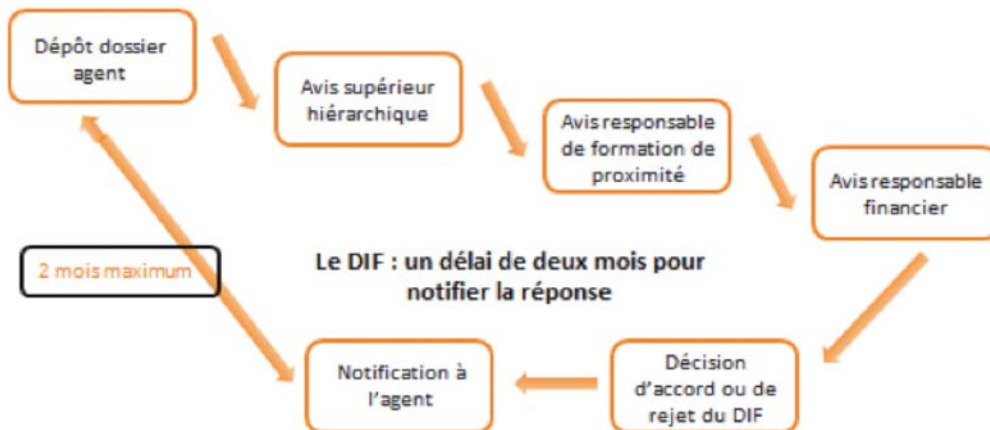 Dépôt dossier
agent
Avis supérieur
hiérarchique
Avis responsable
de formation de
proximité
Avis responsable
financier
2 mois maximum
Le DIF : un délai de deux mois pour
notifier la réponse
Notification à
l'agent
Décision
d'accord ou de
rejet du DIF